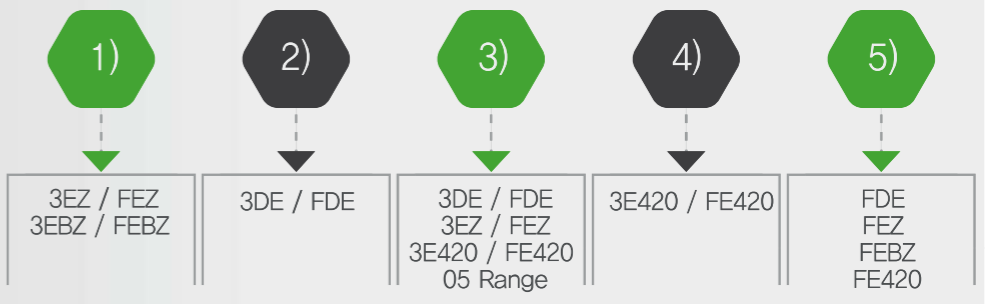 1)
3EZ / FEZ
3EBZ / FEBZ
2)
3DE / FDE
3)
3DE / FDE
3EZ / FEZ
3E420 / FE420
05 Range
4)
3E420 / FE420
5)
FDE
FEZ
FEBZ
FE420